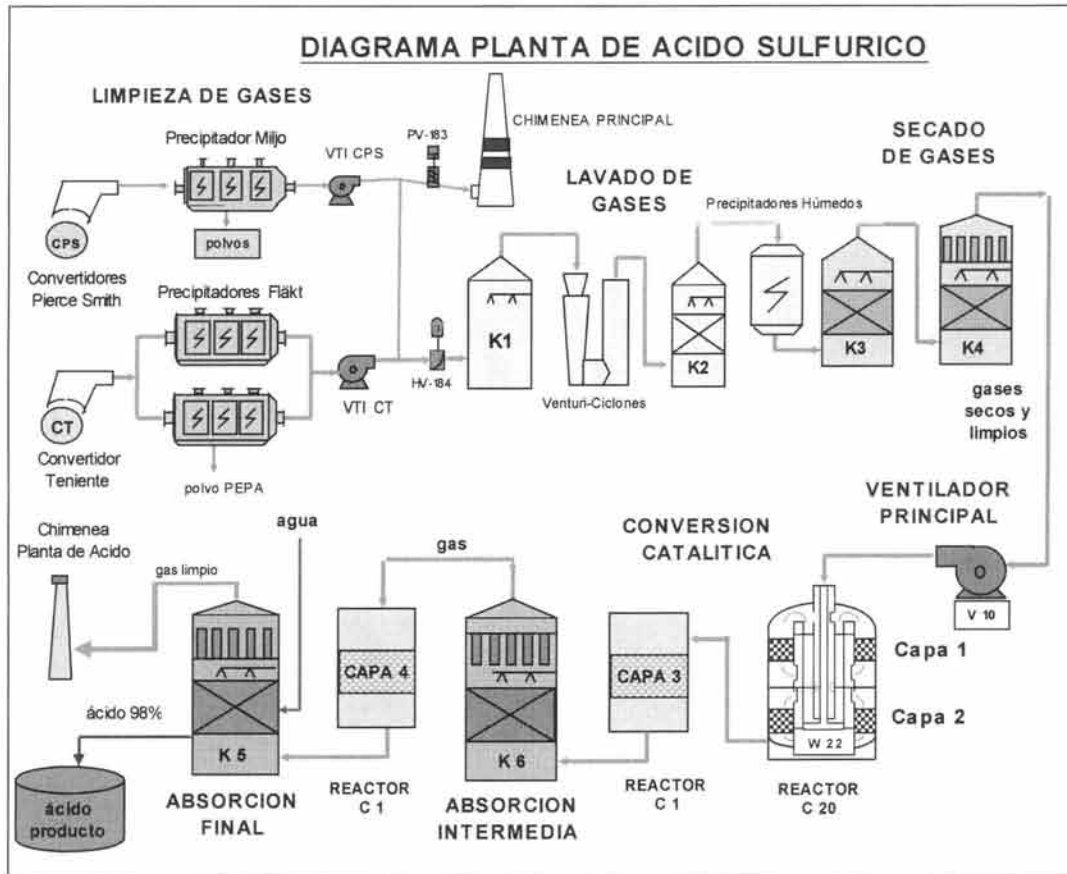 DIAGRAMA PLANTA DE ACIDO SULFURICO
LIMPIEZA DE GASES
Precipitador Miljo
VTI CPS
PV-183
CHIMENEA PRINCIPAL
SECADO
DE GASES
LAVADO DE
GASES
Precipitadores Húmedos
CPS
polvos
Convertidores
Pierce Smith
Precipitadores Fläkt
K1
K2
K3
K4
HV-184
VTI CT
Venturi-Ciclones
CT
Convertidor
Teniente
polvo PEPA
gases
secos y
limpios
VENTILADOR
PRINCIPAL
V 10
CONVERSION
CATALITICA
agua
gas
Chimenea
Planta de Acido
gas limpio
CAPA 4
CAPA 3
Capa 1
Capa 2
W 22
ácido 98%
K 5
K 6
REACTOR
C 1
REACTOR
C 1
REACTOR
C 20
ABSORCION
FINAL
ABSORCION
INTERMEDIA
ácido
producto